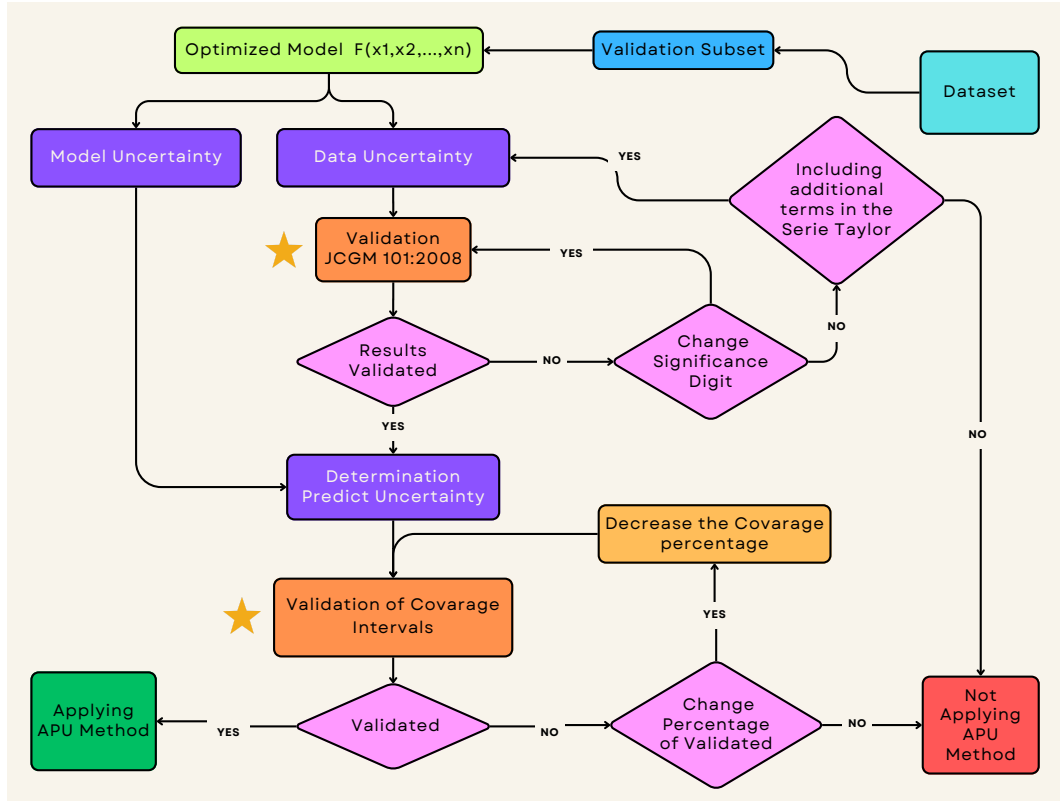 Optimized Model F(x1,x2,...,xn)
Validation Subset
Dataset
Model Uncertainty
Data Uncertainty
YES
Including
additional
terms in the
Serie Taylor
Validation
JCGM 101:2008
YES
NO
Results
Validated
NO
Change
Significance
Digit
YES
NO
Determination
Predict Uncertainty
Decrease the Covarage
percentage
Validation of Covarage
Intervals
YES
Applying
APU Method
YES
Validated
NO
Change
Percentage
of Validated
NO
Not
Applying
APU
Method